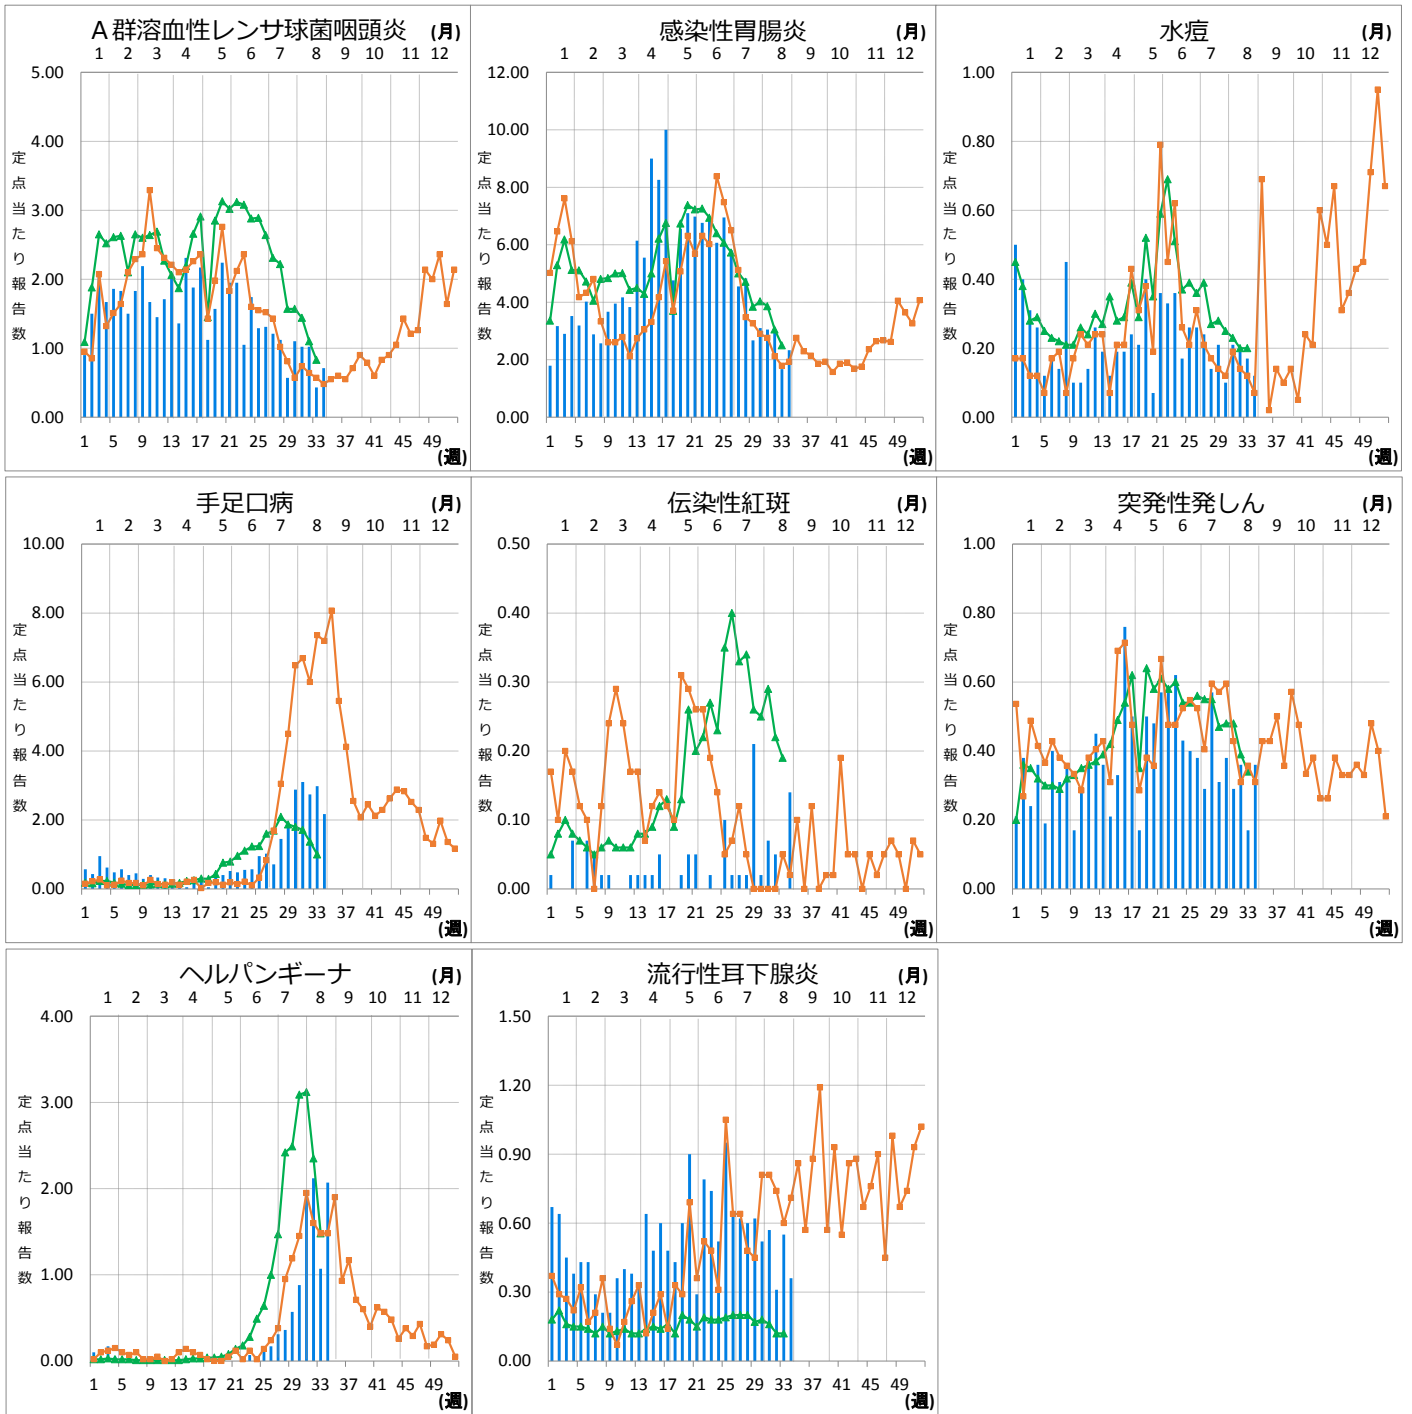 A群溶血性レンサ球菌咽頭炎 (月)
1 2 3 4 5 6 7 8 9 10 11 12
5.00
4.00
3.00
2.00
1.00
0.00
定点当たり報告数
1 5 9 13 17 21 25 29 33 37 41 45 49
(週)
感染性胃腸炎 (月)
1 2 3 4 5 6 7 8 9 10 11 12
12.00
10.00
8.00
6.00
4.00
2.00
0.00
定点当たり報告数
1 5 9 13 17 21 25 29 33 37 41 45 49
(週)
水痘 (月)
1 2 3 4 5 6 7 8 9 10 11 12
1.00
0.80
0.60
0.40
0.20
0.00
定点当たり報告数
1 5 9 13 17 21 25 29 33 37 41 45 49
(週)
手足口病 (月)
1 2 3 4 5 6 7 8 9 10 11 12
10.00
8.00
6.00
4.00
2.00
0.00
定点当たり報告数
1 5 9 13 17 21 25 29 33 37 41 45 49
(週)
伝染性紅斑 (月)
1 2 3 4 5 6 7 8 9 10 11 12
0.50
0.40
0.30
0.20
0.10
0.00
定点当たり報告数
1 5 9 13 17 21 25 29 33 37 41 45 49
(週)
突発性発しん (月)
1 2 3 4 5 6 7 8 9 10 11 12
1.00
0.80
0.60
0.40
0.20
0.00
定点当たり報告数
1 5 9 13 17 21 25 29 33 37 41 45 49
(週)
ヘルパンギーナ (月)
1 2 3 4 5 6 7 8 9 10 11 12
4.00
3.00
2.00
1.00
0.00
定点当たり報告数
1 5 9 13 17 21 25 29 33 37 41 45 49
(週)
流行性耳下腺炎 (月)
1 2 3 4 5 6 7 8 9 10 11 12
1.50
1.20
0.90
0.60
0.30
0.00
定点当たり報告数
1 5 9 13 17 21 25 29 33 37 41 45 49
(週)